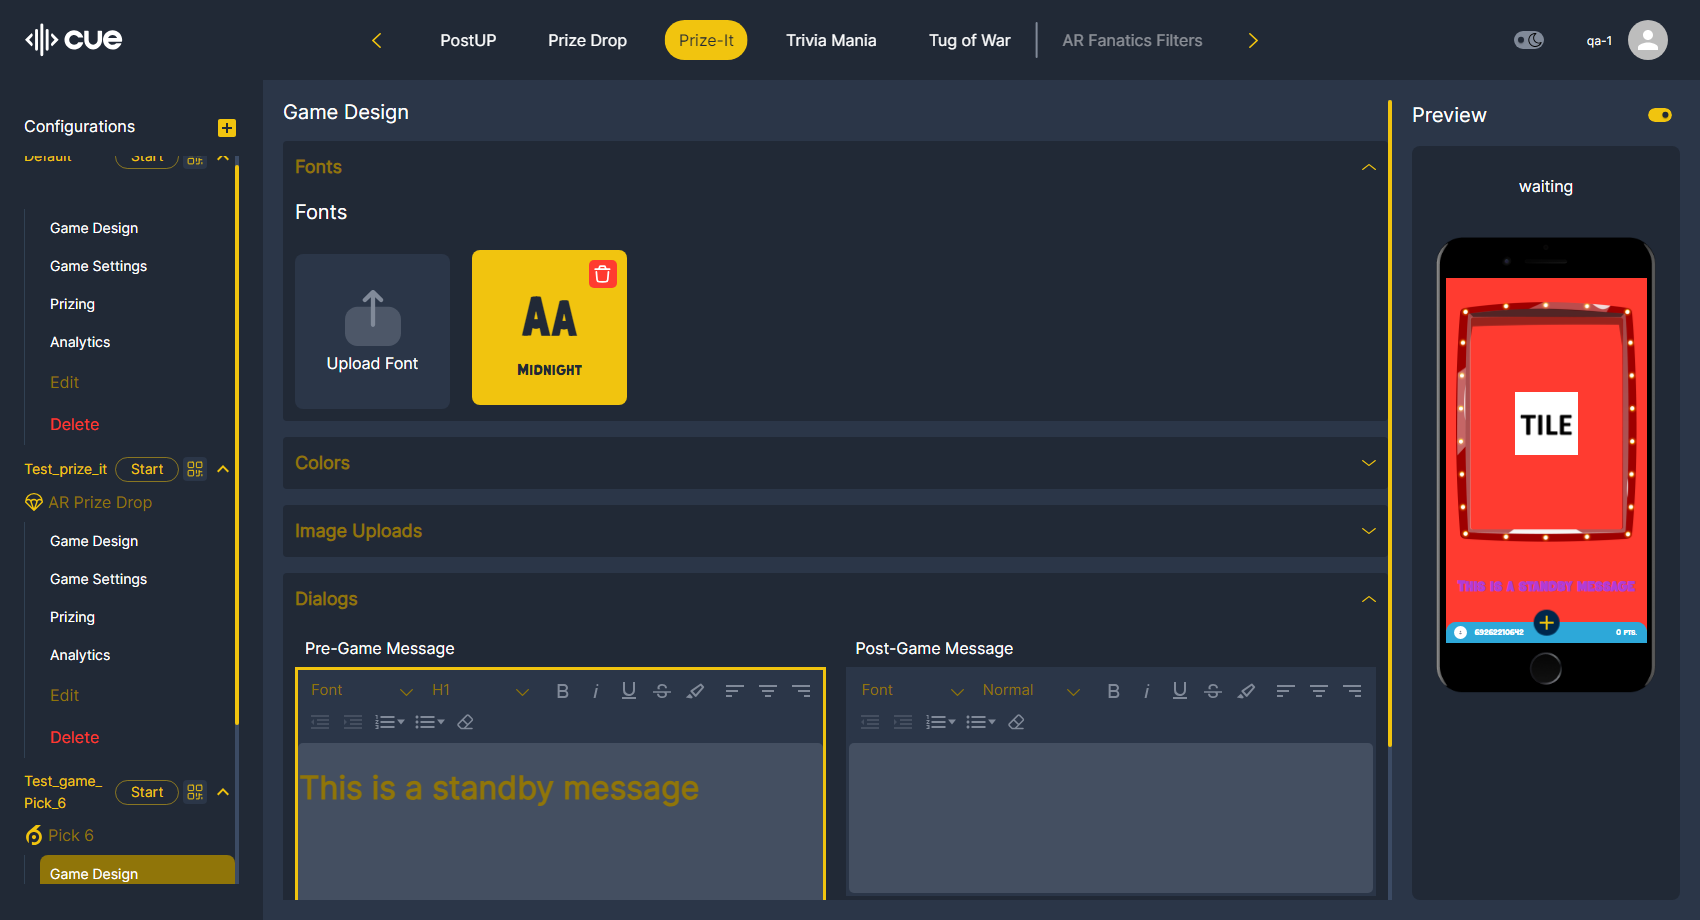 cue
PostUP
Prize Drop
Prize-It
Trivia Mania
Tug of War
AR Fanatics Filters
qa-1
Configurations
Default
Start
Game Design
Game Settings
Prizing
Analytics
Edit
Delete
Test_prize_it
Start
AR Prize Drop
Game Design
Game Settings
Prizing
Analytics
Edit
Delete
Test_game_
Pick_6
Start
Pick 6
Game Design
Game Design
Fonts
Fonts
Upload Font
AA
MIDNIGHT
Colors
Image Uploads
Dialogs
Pre-Game Message
Font
H1
B i U S
This is a standby message
Post-Game Message
Font
Normal
B i U S
Preview
waiting
TILE
THIS IS A STANDBY MESSAGE
69262210642
0 PTS.